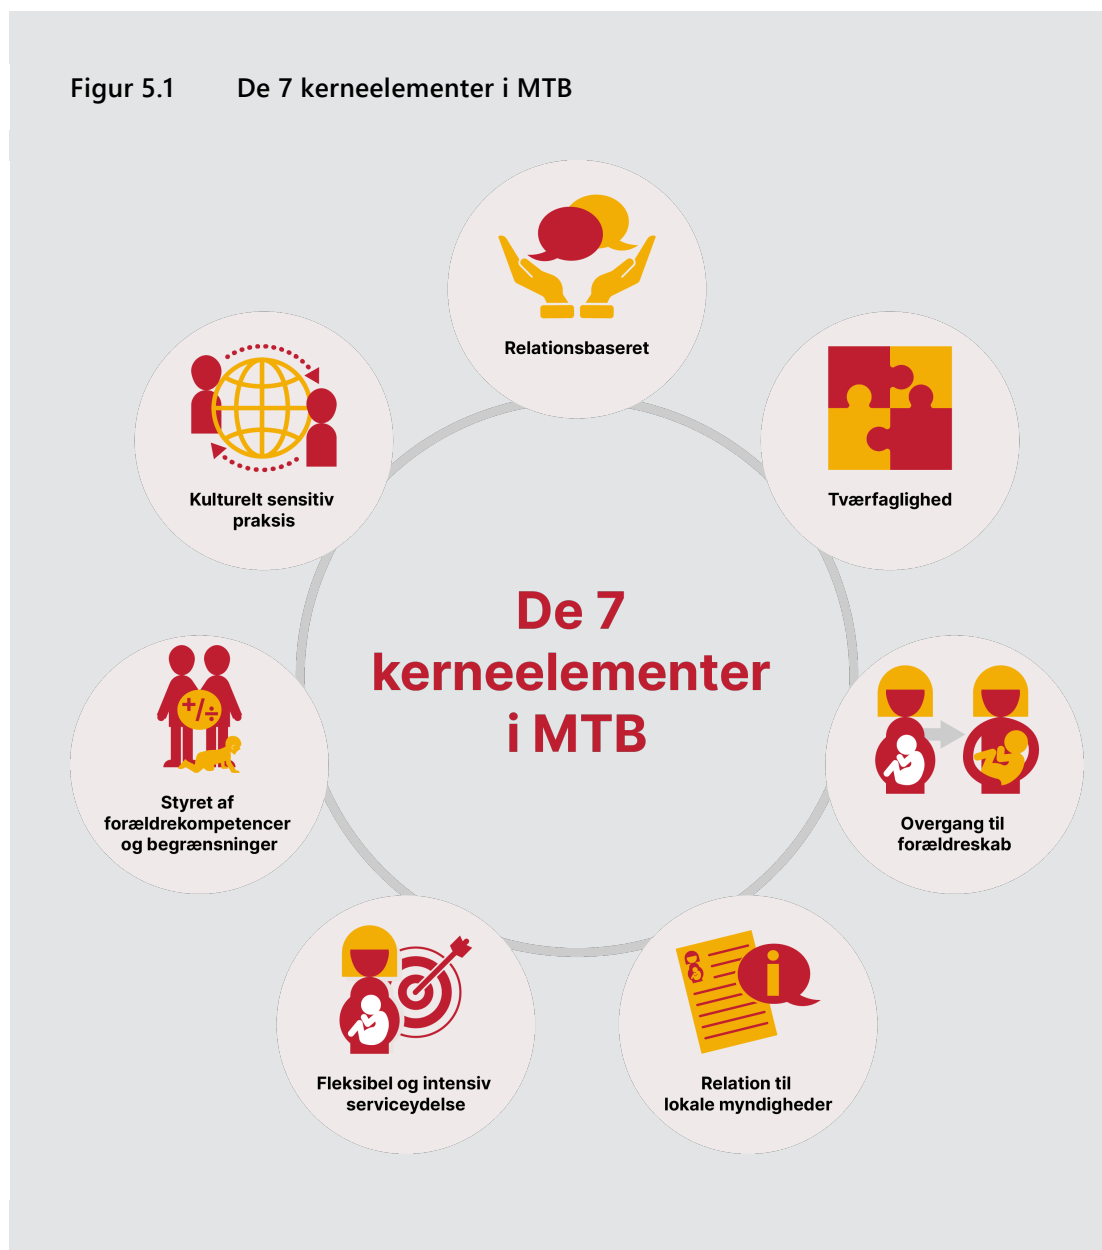 Figur 5.1 De 7 kerneelementer i MTB
Relationsbaseret
Tværfaglighed
Overgang til
forældreskab
Relation til
lokale myndigheder
Fleksibel og intensiv
serviceydelse
Styret af
forældrekompetencer
og begrænsninger
Kulturelt sensitiv
praksis
De 7
kerneelementer
i MTB